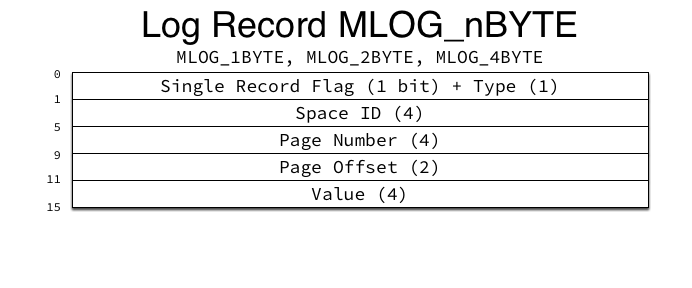 Log Record MLOG_nBYTE
MLOG_1BYTE, MLOG_2BYTE, MLOG_4BYTE
0
Single Record Flag (1 bit) + Type (1)
1
Space ID (4)
5
Page Number (4)
9
Page Offset (2)
11
Value (4)
15